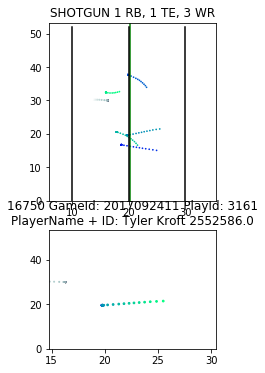 SHOTGUN 1 RB, 1 TE, 3 WR
50
40
30
20
10
0
10 20 30
16750 GameId: 2017092411 PlayId: 3161
PlayerName + ID: Tyler Kroft 2552586.0
40
20
0
15 20 25 30